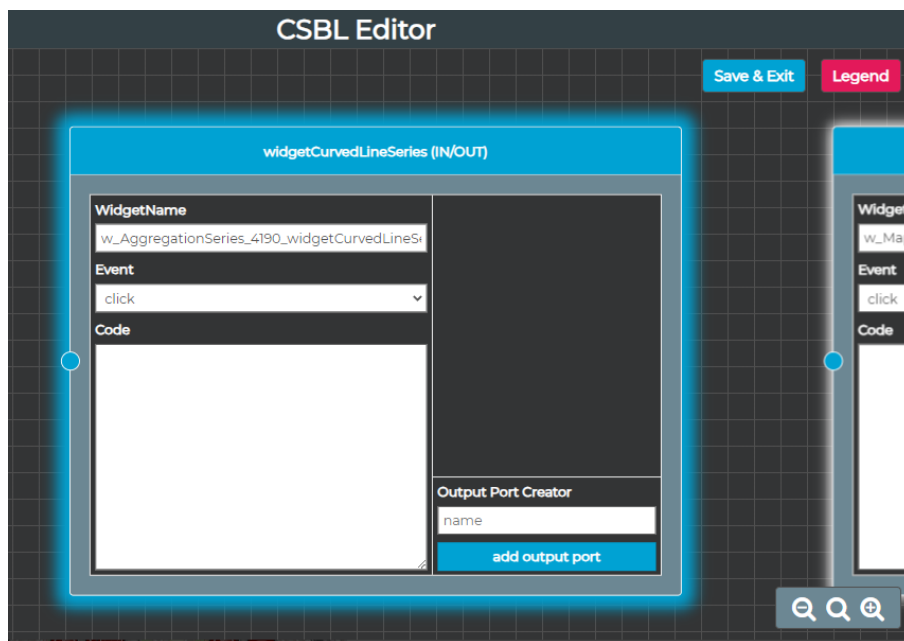 CSBL Editor
Save & Exit
Legend
widgetCurvedLineSeries (IN/OUT)
WidgetName
w_AggregationSeries_4190_widgetCurvedLineS
Event
click
Code
Output Port Creator
name
add output port
Widget
w_Ma
Event
click
Code